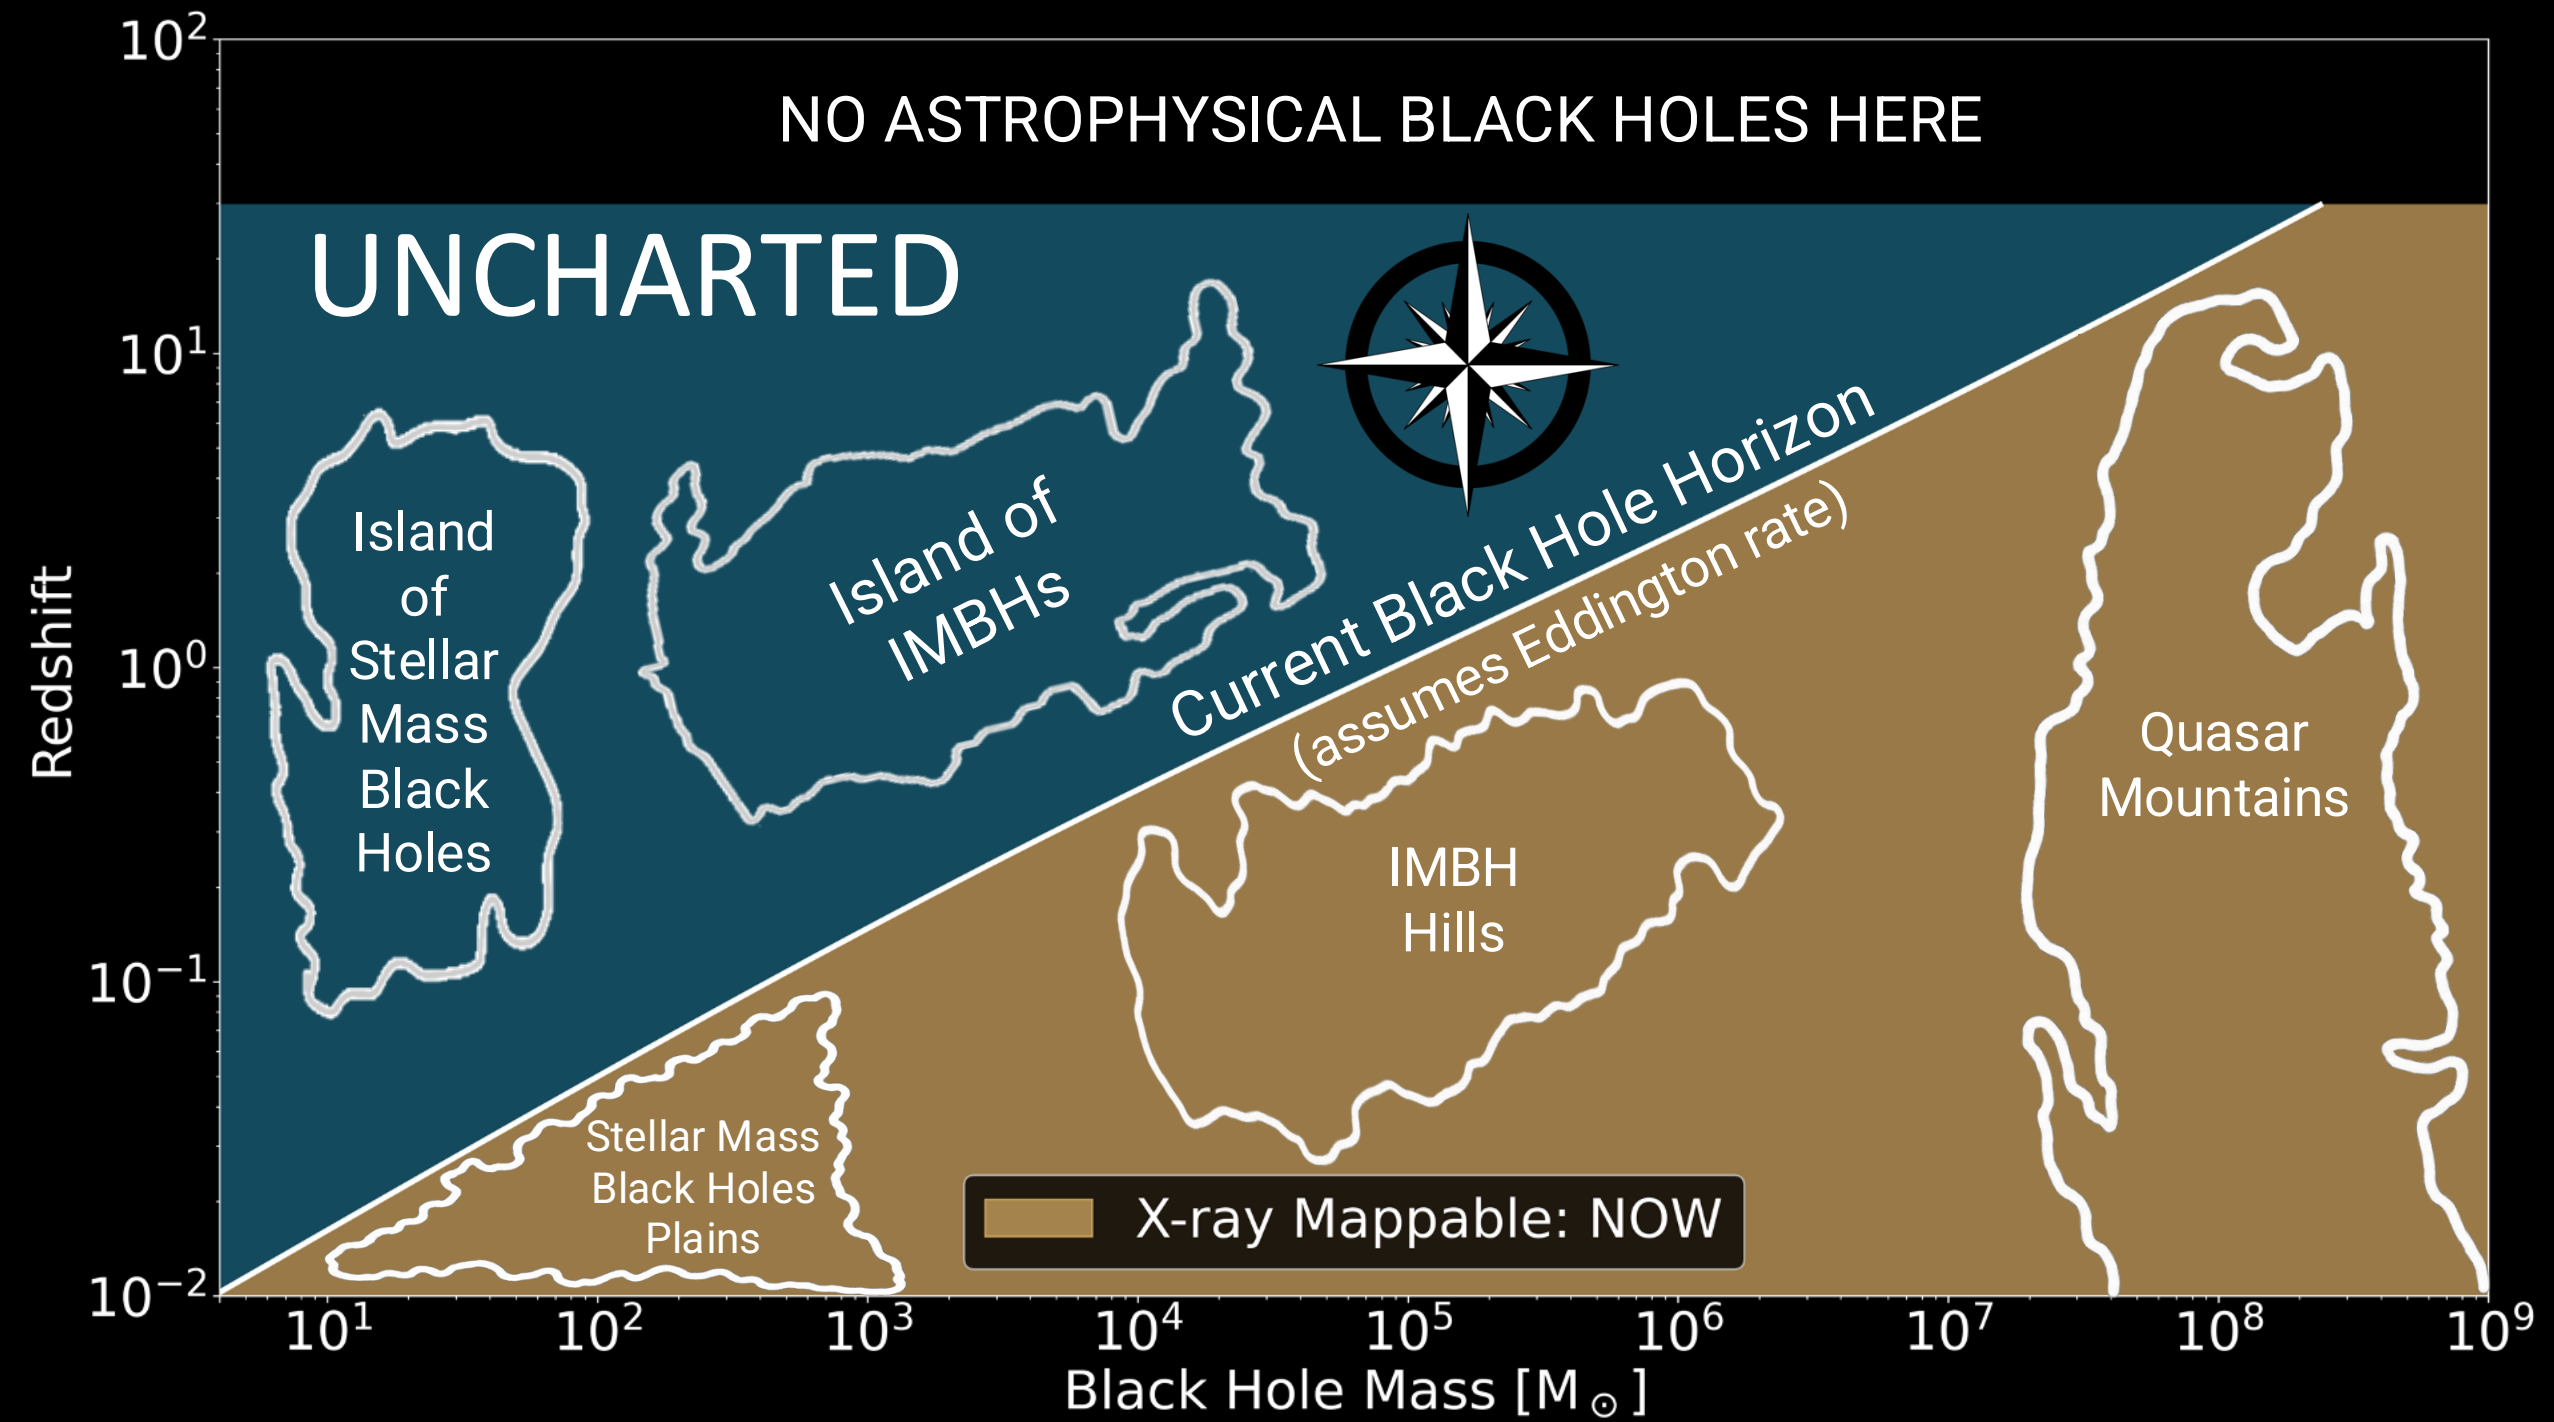 10²
NO ASTROPHYSICAL BLACK HOLES HERE
UNCHARTED
10¹
Island
of
Stellar
Mass
Black
Holes
Island of
IMBHs
Current Black Hole Horizon
(assumes Eddington rate)
10⁰
Redshift
Quasar
Mountains
IMBH
Hills
10⁻¹
Stellar Mass
Black Holes
Plains
X-ray Mappable: NOW
10⁻²
10¹ 10² 10³ 10⁴ 10⁵ 10⁶ 10⁷ 10⁸ 10⁹
Black Hole Mass [M⊙]